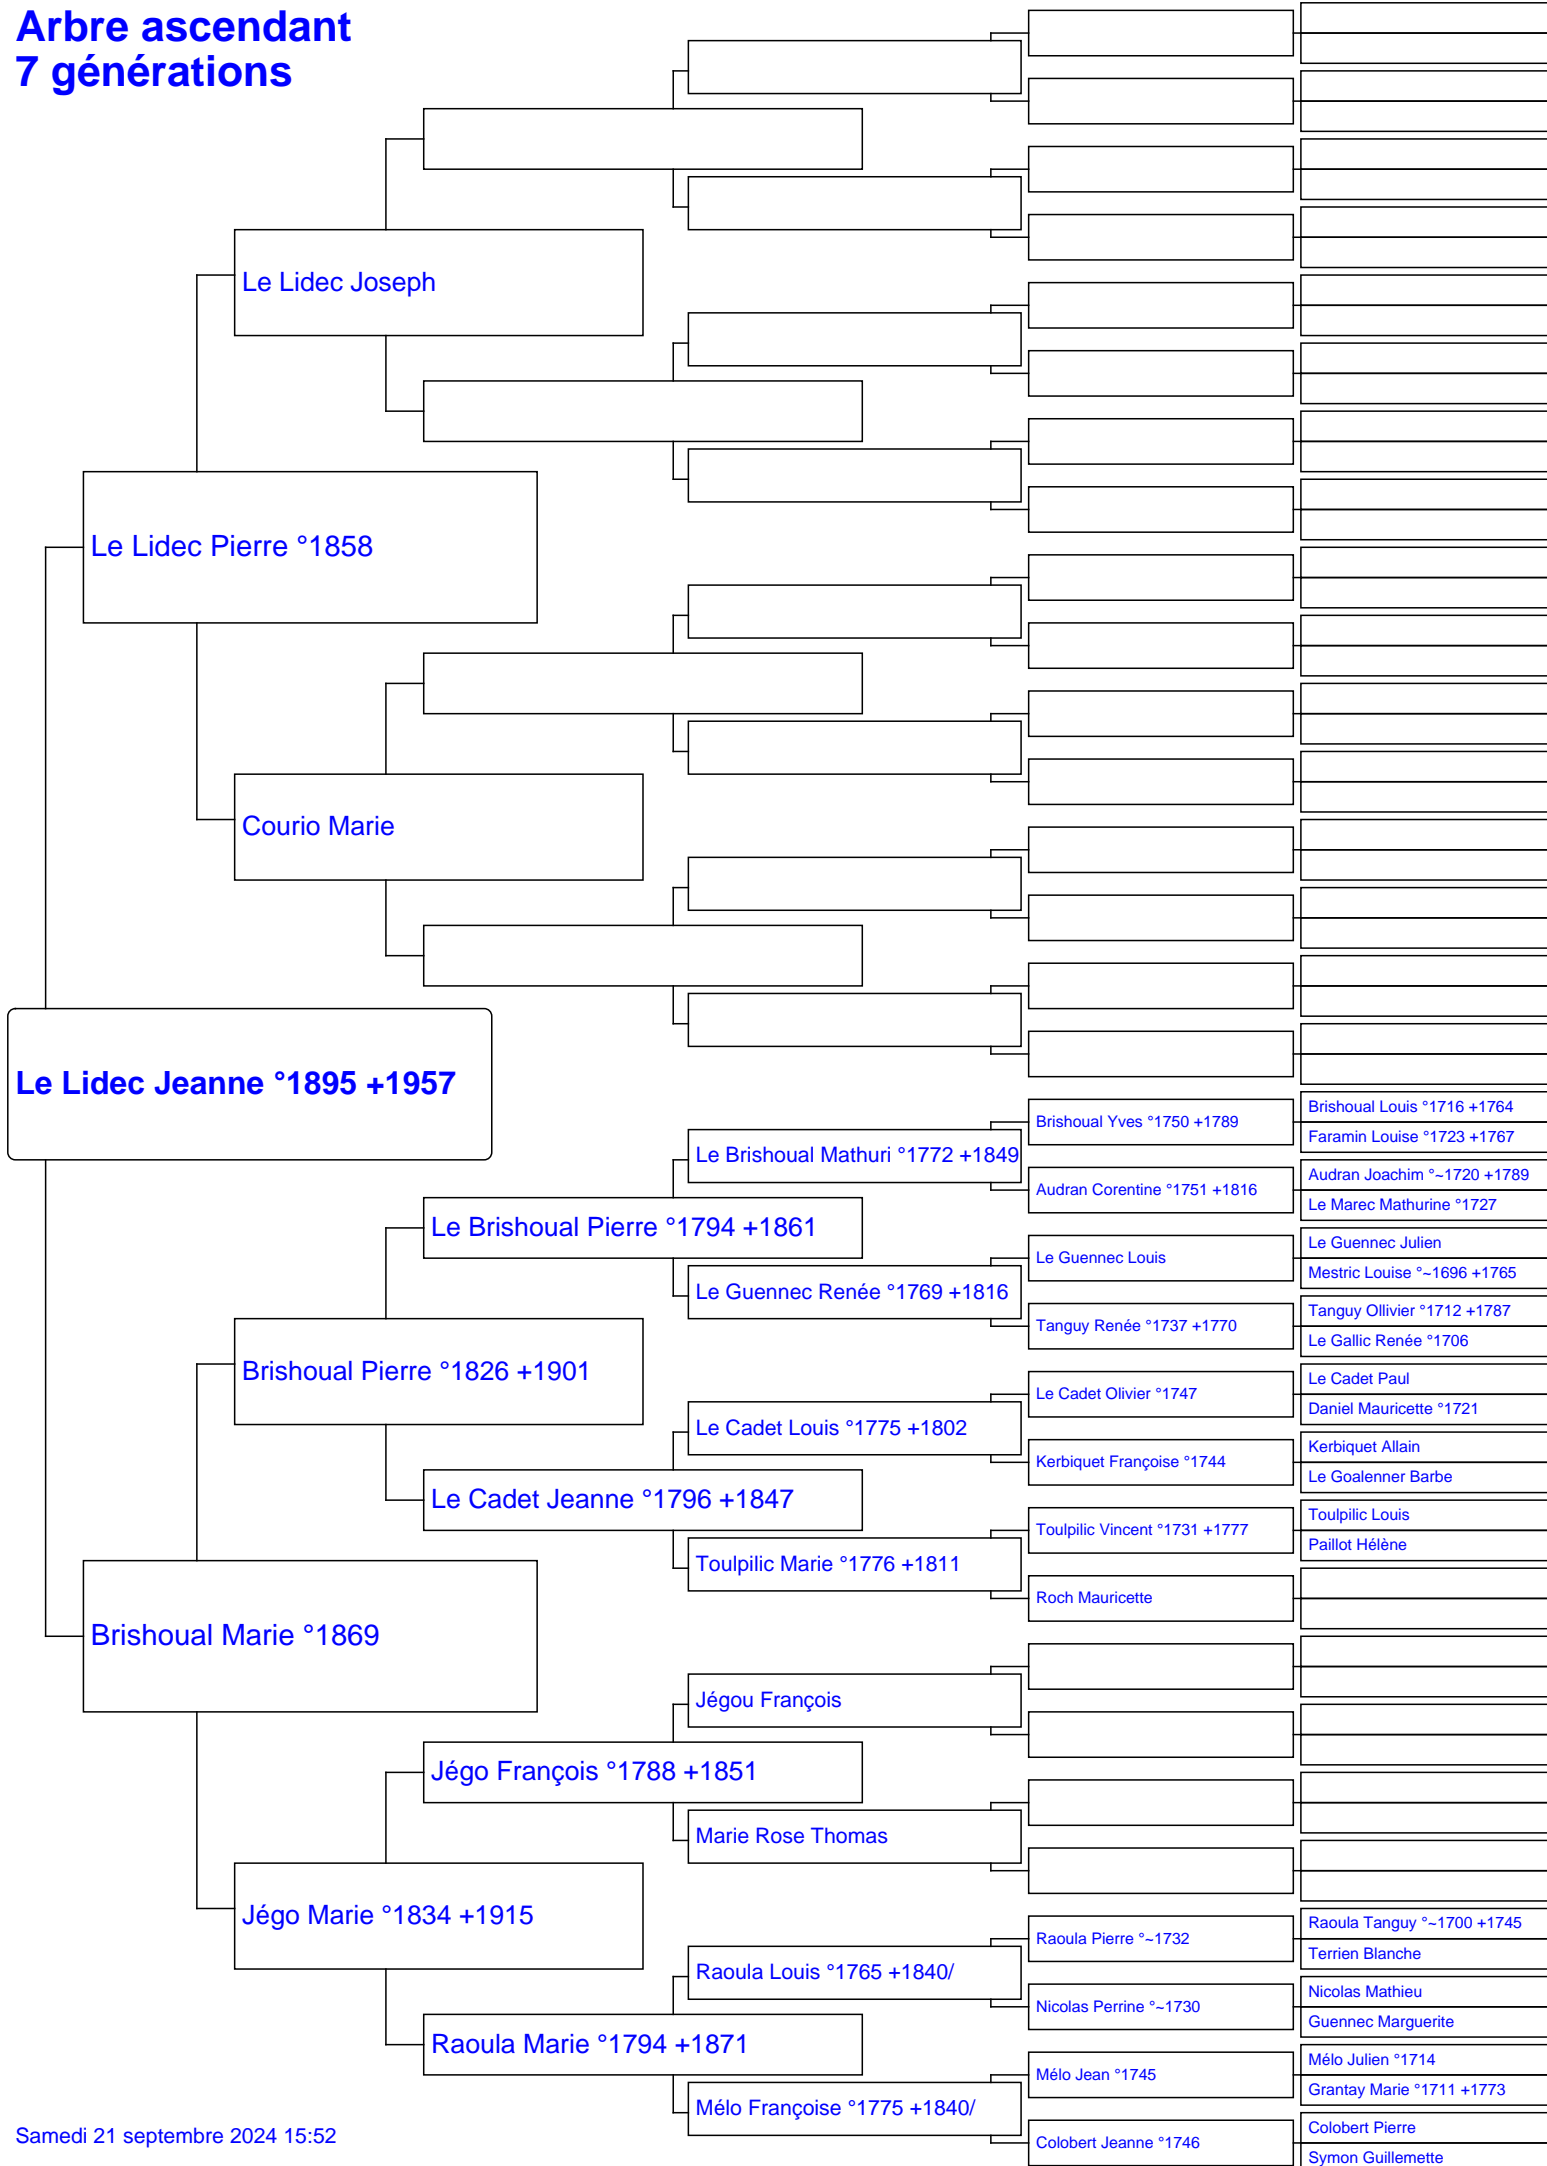 Arbre ascendant
7 générations
Le Lidec Joseph
Le Lidec Pierre °1858
Courio Marie
Le Lidec Jeanne °1895 +1957
Brishoual Louis °1716 +1764
Brishoual Yves °1750 +1789
Faramin Louise °1723 +1767
Le Brishoual Mathuri °1772 +1849
Audran Joachim °~1720 +1789
Audran Corentine °1751 +1816
Le Marec Mathurine °1727
Le Brishoual Pierre °1794 +1861
Le Guennec Julien
Le Guennec Louis
Mestric Louise °~1696 +1765
Le Guennec Renée °1769 +1816
Tanguy Ollivier °1712 +1787
Tanguy Renée °1737 +1770
Le Gallic Renée °1706
Brishoual Pierre °1826 +1901
Le Cadet Paul
Le Cadet Olivier °1747
Daniel Mauricette °1721
Le Cadet Louis °1775 +1802
Kerbiquet Allain
Kerbiquet Françoise °1744
Le Goalenner Barbe
Le Cadet Jeanne °1796 +1847
Toulpilic Louis
Toulpilic Vincent °1731 +1777
Paillot Hélène
Toulpilic Marie °1776 +1811
Roch Mauricette
Brishoual Marie °1869
Jégou François
Jégo François °1788 +1851
Marie Rose Thomas
Jégo Marie °1834 +1915
Raoula Tanguy °~1700 +1745
Raoula Pierre °~1732
Terrien Blanche
Raoula Louis °1765 +1840/
Nicolas Mathieu
Nicolas Perrine °~1730
Guennec Marguerite
Raoula Marie °1794 +1871
Mélo Julien °1714
Mélo Jean °1745
Grantay Marie °1711 +1773
Mélo Françoise °1775 +1840/
Colobert Pierre
Colobert Jeanne °1746
Symon Guillemette
Samedi 21 septembre 2024 15:52